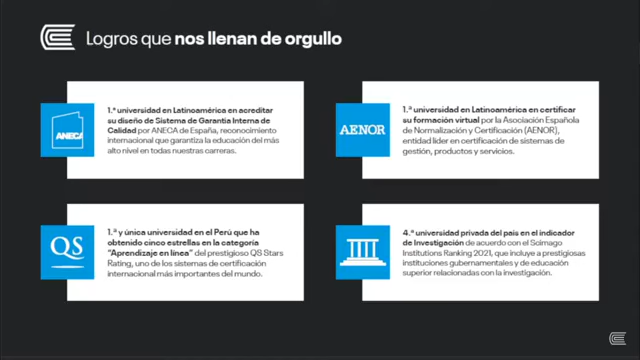 Logros que nos llenan de orgullo
1.ª universidad en Latinoamérica en acreditar
su diseño de Sistema de Garantía Interna de
Calidad por ANECA de España, reconocimiento
internacional que garantiza la educación del más
alto nivel en todas nuestras carreras.
ANECA
1.ª universidad en Latinoamérica en certificar
su formación virtual por la Asociación Española
de Normalización y Certificación (AENOR),
entidad líder en certificación de sistemas de
gestión, productos y servicios.
AENOR
1.ª y única universidad en el Perú que ha
obtenido cinco estrellas en la categoría
“Aprendizaje en línea” del prestigioso QS Stars
Rating, uno de los sistemas de certificación
internacional más importantes del mundo.
QS
4.ª universidad privada del país en el indicador
de Investigación de acuerdo con el Scimago
Institutions Ranking 2021, que incluye a prestigiosas
instituciones gubernamentales y de educación
superior relacionadas con la investigación.